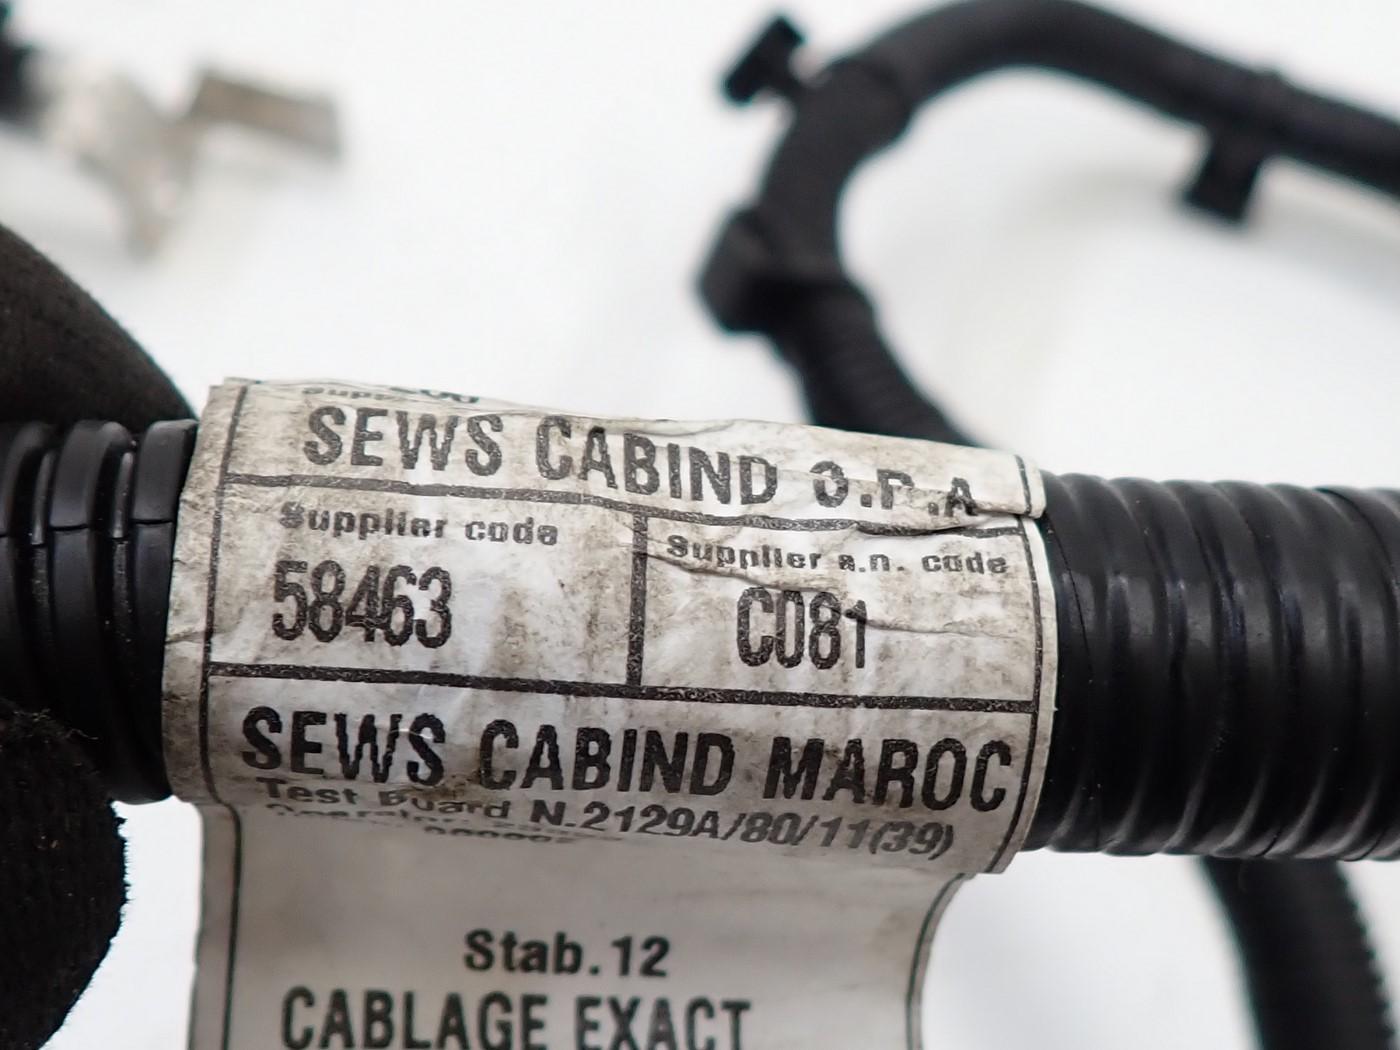 SEWS CABIND S.P.A
Supplier code
Supplier a.n. code
58463
C081
SEWS CABIND MAROC
Test Board N.2129A/80/11(39)
Stab.12
CABLAGE EXACT